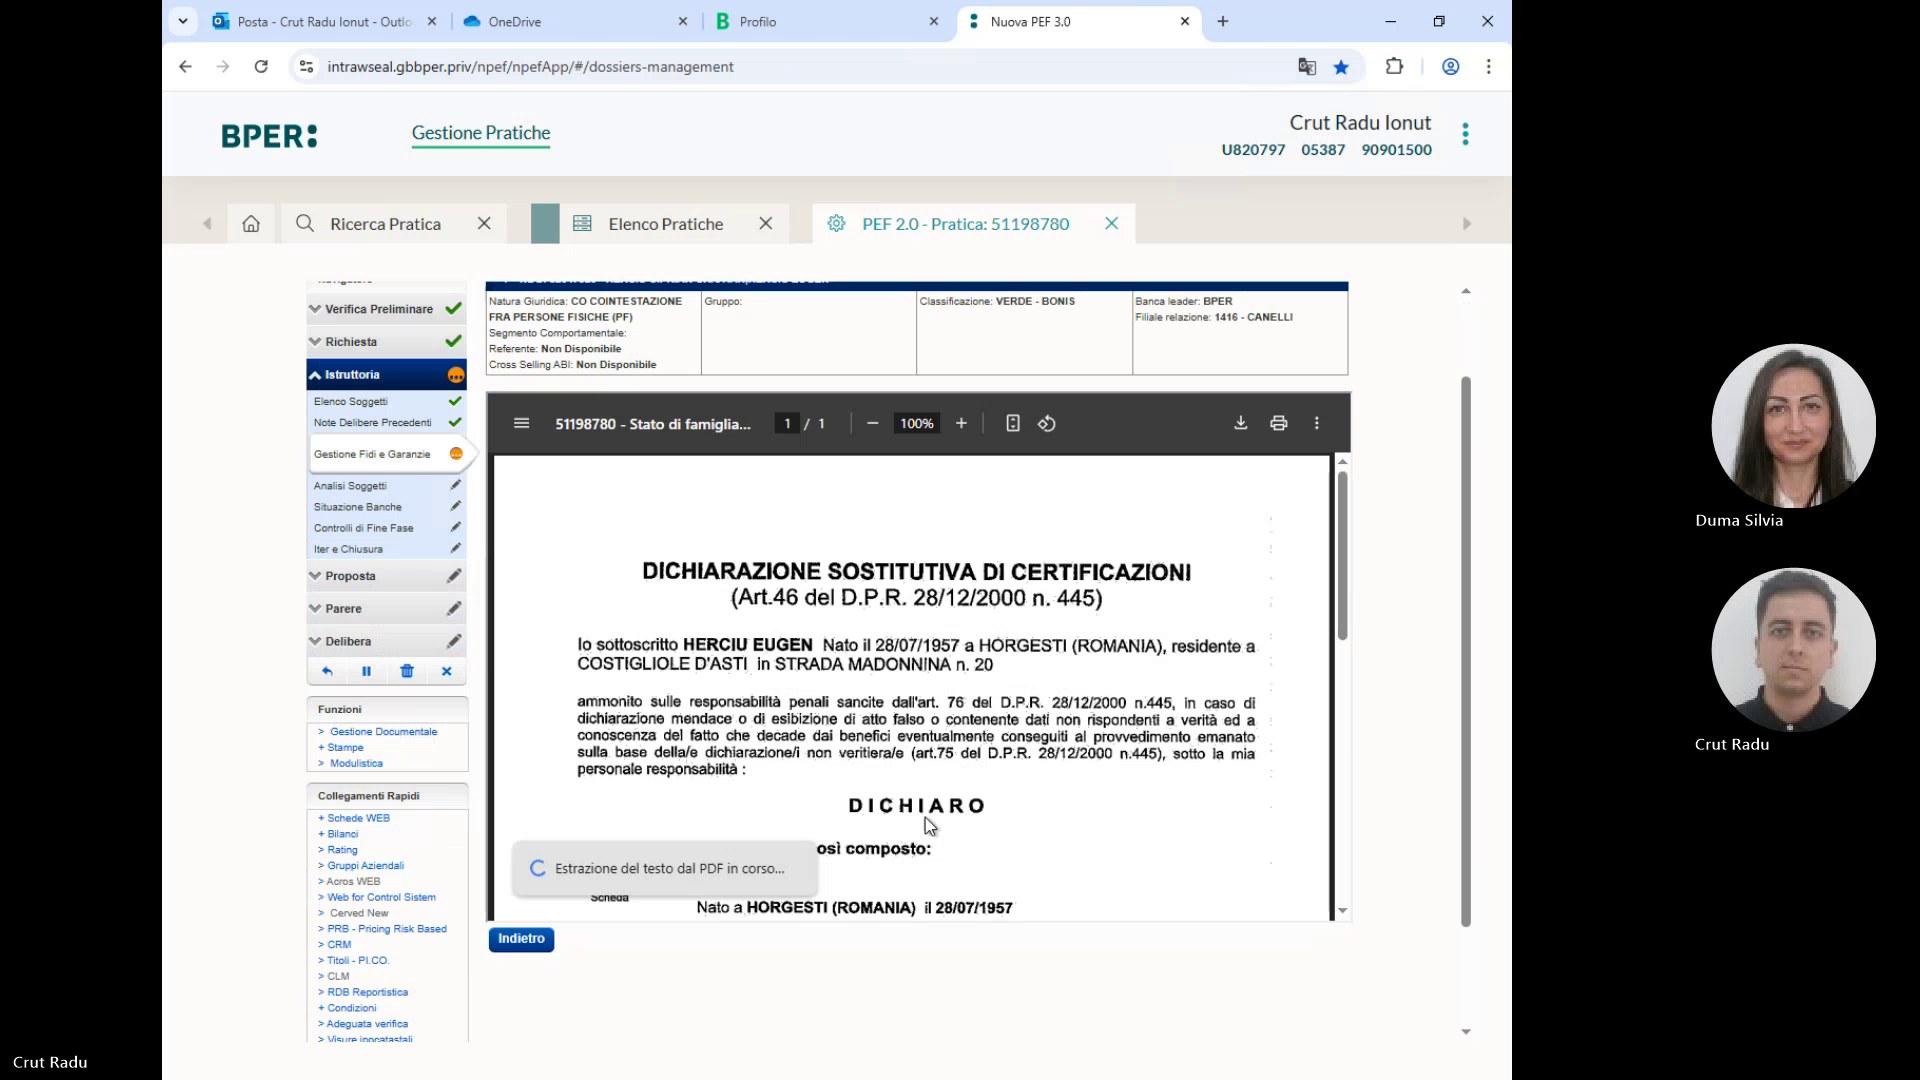 Posta - Crut Radu Ionut - Outlo
OneDrive
Profilo
Nuova PEF 3.0
intrawseal.gbbper.priv/npef/npefApp/#/dossiers-management
BPER:
Gestione Pratiche
Crut Radu Ionut
U820797 05387 90901500
Ricerca Pratica
Elenco Pratiche
PEF 2.0 - Pratica: 51198780
Verifica Preliminare
Richiesta
Istruttoria
Elenco Soggetti
Note Delibere Precedenti
Gestione Fidi e Garanzie
Analisi Soggetti
Situazione Banche
Controlli di Fine Fase
Iter e Chiusura
Proposta
Parere
Delibera
Funzioni
> Gestione Documentale
+ Stampe
> Modulistica
Collegamenti Rapidi
+ Schede WEB
+ Bilanci
> Rating
> Gruppi Aziendali
> Acros WEB
> Web for Control Sistem
> Cerved New
> PRB - Pricing Risk Based
> CRM
> Titoli - PI.CO.
> CLM
> RDB Reportistica
+ Condizioni
> Adeguata verifica
> Visure ipocatastali
Natura Giuridica: CO COINTESTAZIONE
FRA PERSONE FISICHE (PF)
Segmento Comportamentale:
Referente: Non Disponibile
Cross Selling ABI: Non Disponibile
Gruppo:
Classificazione: VERDE - BONIS
Banca leader: BPER
Filiale relazione: 1416 - CANELLI
51198780 - Stato di famiglia...
1 / 1
100%
DICHIARAZIONE SOSTITUTIVA DI CERTIFICAZIONI
(Art.46 del D.P.R. 28/12/2000 n. 445)
Io sottoscritto HERCIU EUGEN Nato il 28/07/1957 a HORGESTI (ROMANIA), residente a
COSTIGLIOLE D'ASTI in STRADA MADONNINA n. 20
ammonito sulle responsabilità penali sancite dall'art. 76 del D.P.R. 28/12/2000 n.445, in caso di
dichiarazione mendace o di esibizione di atto falso o contenente dati non rispondenti a verità ed a
conoscenza del fatto che decade dai benefici eventualmente conseguiti al provvedimento emanato
sulla base della/e dichiarazione/i non veritiera/e (art.75 del D.P.R. 28/12/2000 n.445), sotto la mia
personale responsabilità :
D I C H I A R O
osì composto:
Estrazione del testo dal PDF in corso...
Scheda
Nato a HORGESTI (ROMANIA) il 28/07/1957
Indietro
Duma Silvia
Crut Radu
Crut Radu